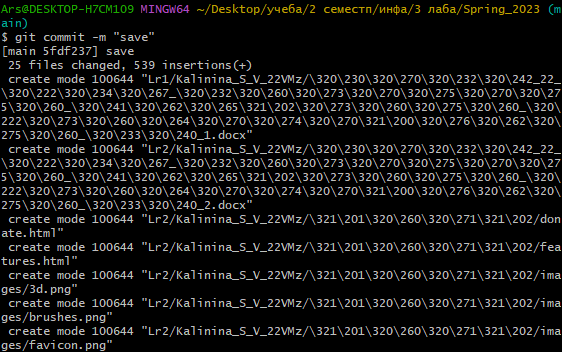 Ars@DESKTOP-H7CM1O9 MINGW64 ~/Desktop/учеба/2 семестп/инфа/3 лаба/Spring_2023 (m
ain)
$ git commit -m "save"
[main 5fdf237] save
 25 files changed, 539 insertions(+)
 create mode 100644 "Lr1/Kalinina_S_V_22VMz/\320\230\320\270\320\232\320\242_22_
\320\222\320\234\320\267_\320\232\320\260\320\273\320\270\320\275\320\270\320\27
5\320\260_\320\241\320\262\320\265\321\202\320\273\320\260\320\275\320\260_\320\
222\320\273\320\260\320\264\320\270\320\274\320\270\321\200\320\276\320\262\320\
275\320\260_\320\233\320\240_1.docx"
 create mode 100644 "Lr2/Kalinina_S_V_22VMz/\320\230\320\270\320\232\320\242_22_
\320\222\320\234\320\267_\320\232\320\260\320\273\320\270\320\275\320\270\320\27
5\320\260_\320\241\320\262\320\265\321\202\320\273\320\260\320\275\320\260_\320\
222\320\273\320\260\320\264\320\270\320\274\320\270\321\200\320\276\320\262\320\
275\320\260_\320\233\320\240_2.docx"
 create mode 100644 "Lr2/Kalinina_S_V_22VMz/\321\201\320\260\320\271\321\202/don
ate.html"
 create mode 100644 "Lr2/Kalinina_S_V_22VMz/\321\201\320\260\320\271\321\202/fea
tures.html"
 create mode 100644 "Lr2/Kalinina_S_V_22VMz/\321\201\320\260\320\271\321\202/ima
ges/3d.png"
 create mode 100644 "Lr2/Kalinina_S_V_22VMz/\321\201\320\260\320\271\321\202/ima
ges/brushes.png"
 create mode 100644 "Lr2/Kalinina_S_V_22VMz/\321\201\320\260\320\271\321\202/ima
ges/favicon.png"